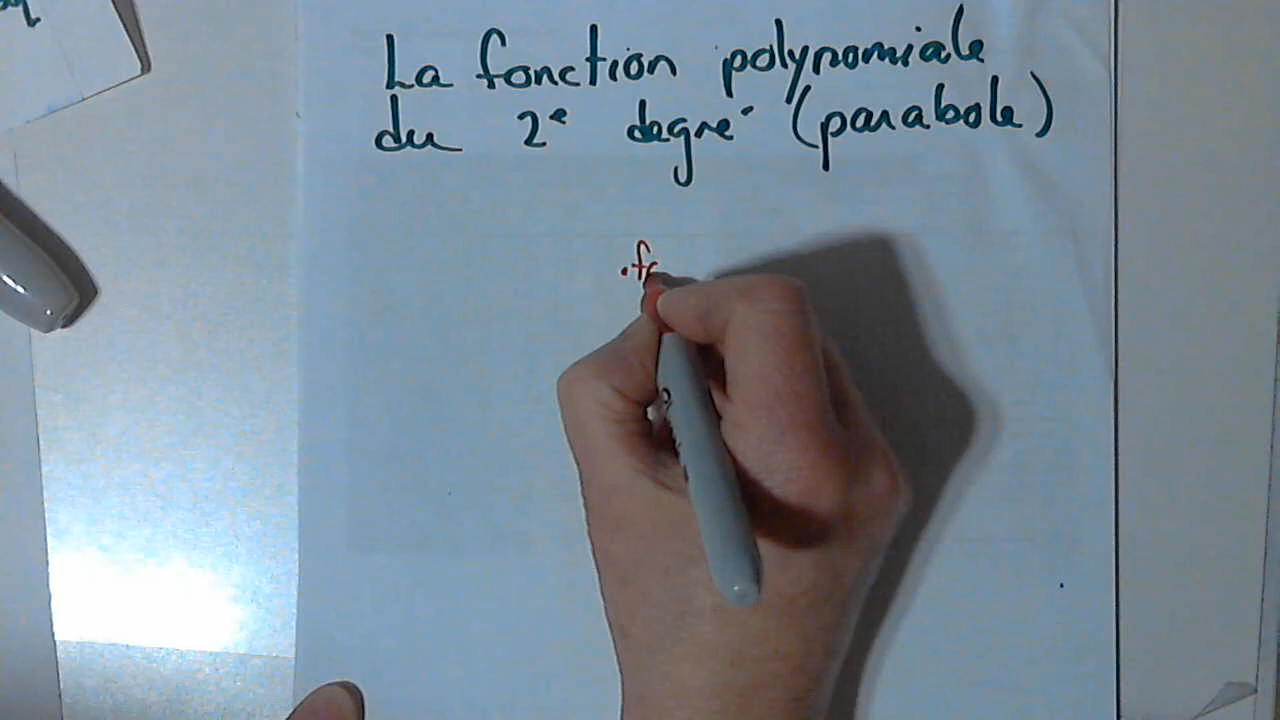 La fonction polynomiale
du 2e degré (parabole)
.f(